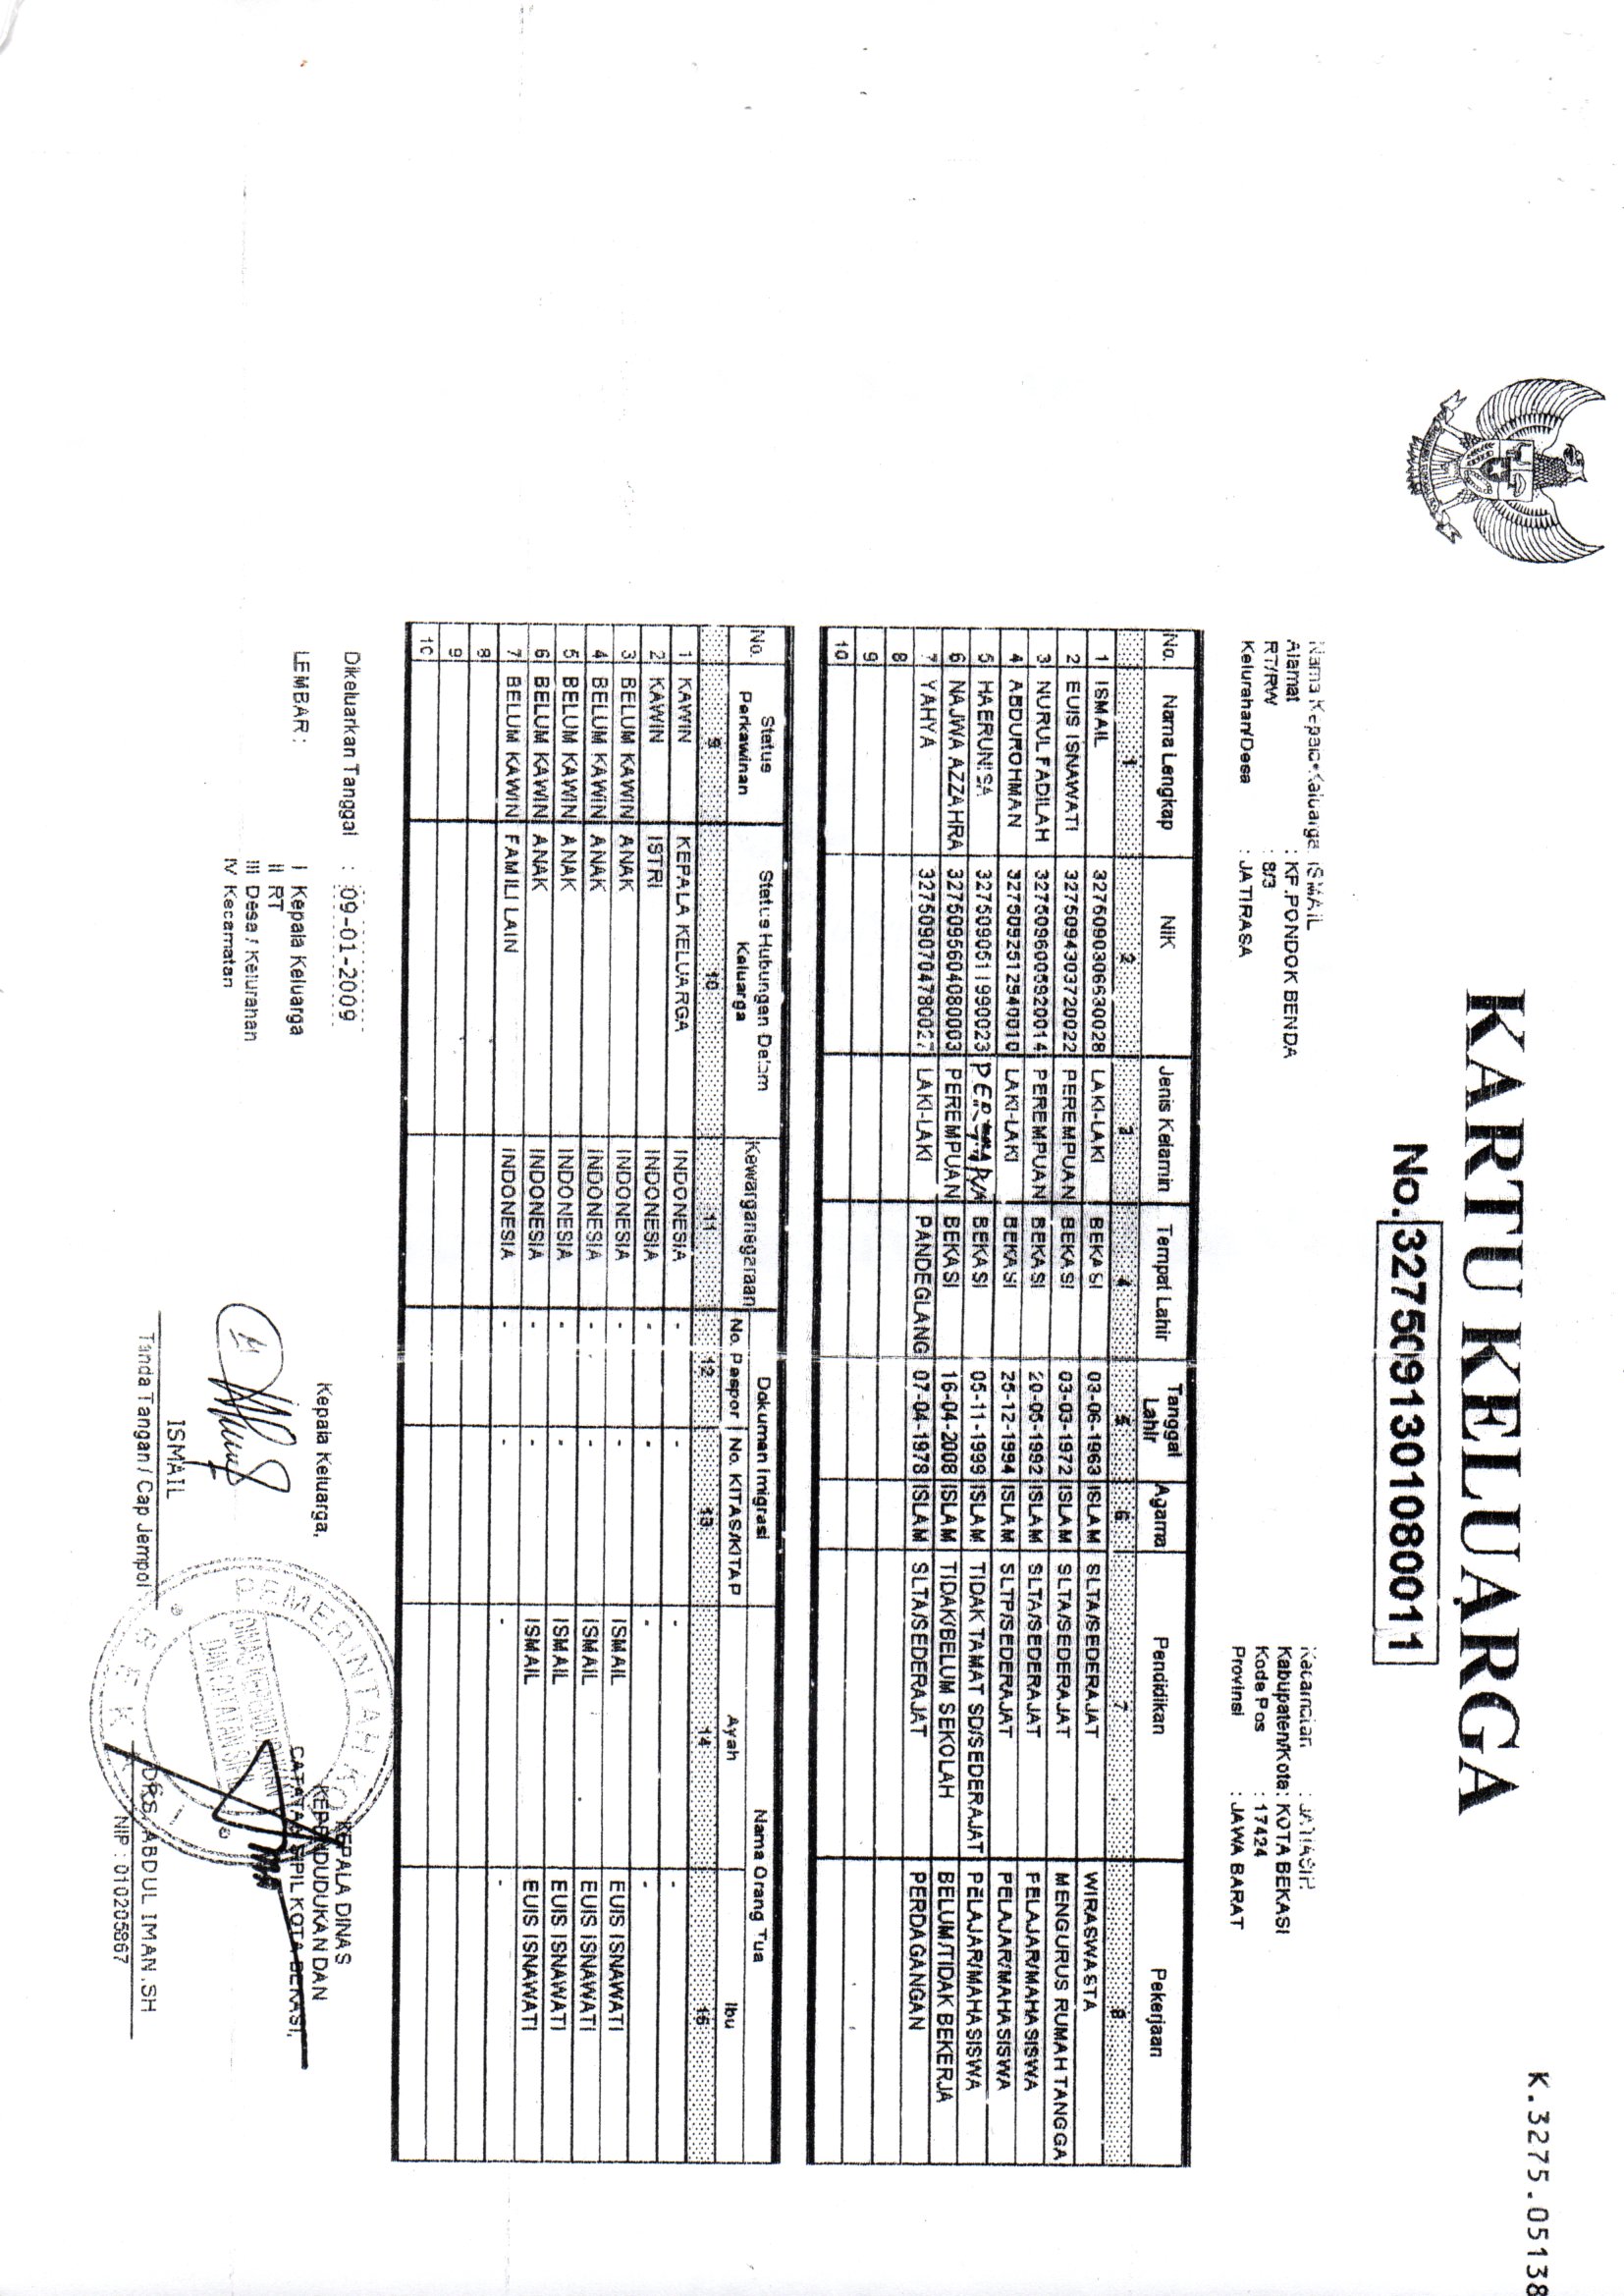 K.3275.05138
KARTU KELUARGA
No. 3275091301080011
Nama Kepala Keluarga: ISMAIL
Alamat : KP.PONDOK BENDA
RT/RW : 8/3
Kelurahan/Desa : JATIRASA
Kecamatan : JATIASIH
Kabupaten/Kota: KOTA BEKASI
Kode Pos : 17424
Provinsi : JAWA BARAT
No. Nama Lengkap NIK Jenis Kelamin Tempat Lahir Tanggal Lahir Agama Pendidikan Pekerjaan
1 2 3 4 5 6 7 8
1 ISMAIL 3275090306630028 LAKI-LAKI BEKASI 03-06-1963 ISLAM SLTA/SEDERAJAT WIRASWASTA
2 EUIS ISNAWATI 3275094303720022 PEREMPUAN BEKASI 03-03-1972 ISLAM SLTA/SEDERAJAT MENGURUS RUMAH TANGGA
3 NURUL FADILAH 3275096005920014 PEREMPUAN BEKASI 20-05-1992 ISLAM SLTA/SEDERAJAT PELAJAR/MAHASISWA
4 ABDUROHMAN 3275092512940010 LAKI-LAKI BEKASI 25-12-1994 ISLAM SLTP/SEDERAJAT PELAJAR/MAHASISWA
5 HAERUNISA 3275090511990023 BEKASI 05-11-1999 ISLAM TIDAK TAMAT SD/SEDERAJAT PELAJAR/MAHASISWA
6 NAJWA AZZAHRA 3275095604080003 PEREMPUAN BEKASI 16-04-2008 ISLAM TIDAK/BELUM SEKOLAH BELUM/TIDAK BEKERJA
7 YAHYA 3275090704780027 LAKI-LAKI PANDEGLANG 07-04-1978 ISLAM SLTA/SEDERAJAT PERDAGANGAN
8
9
10
No. Status Perkawinan Status Hubungan Dalam Keluarga Kewarganegaraan Dokumen Imigrasi Nama Orang Tua
No. Paspor No. KITAS/KITAP Ayah Ibu
9 10 11 12 13 14 15
1 KAWIN KEPALA KELUARGA INDONESIA - - - -
2 KAWIN ISTRI INDONESIA - - - -
3 BELUM KAWIN ANAK INDONESIA - - ISMAIL EUIS ISNAWATI
4 BELUM KAWIN ANAK INDONESIA - - ISMAIL EUIS ISNAWATI
5 BELUM KAWIN ANAK INDONESIA - - ISMAIL EUIS ISNAWATI
6 BELUM KAWIN ANAK INDONESIA - - ISMAIL EUIS ISNAWATI
7 BELUM KAWIN FAMILI LAIN INDONESIA - - - -
8
9
10
Dikeluarkan Tanggal : 09-01-2009
LEMBAR : I Kepala Keluarga
II RT
III Desa / Kelurahan
IV Kecamatan
Kepala Keluarga,
ISMAIL
Tanda Tangan / Cap Jempol
PEMERINTAH KOTA
DINAS KEPENDUDUKAN
DAN CATATAN SIPIL
BEKASI
KEPALA DINAS
KEPENDUDUKAN DAN
CATATAN SIPIL KOTA BEKASI,
DRS. ABDUL IMAN.SH
NIP : 010205867